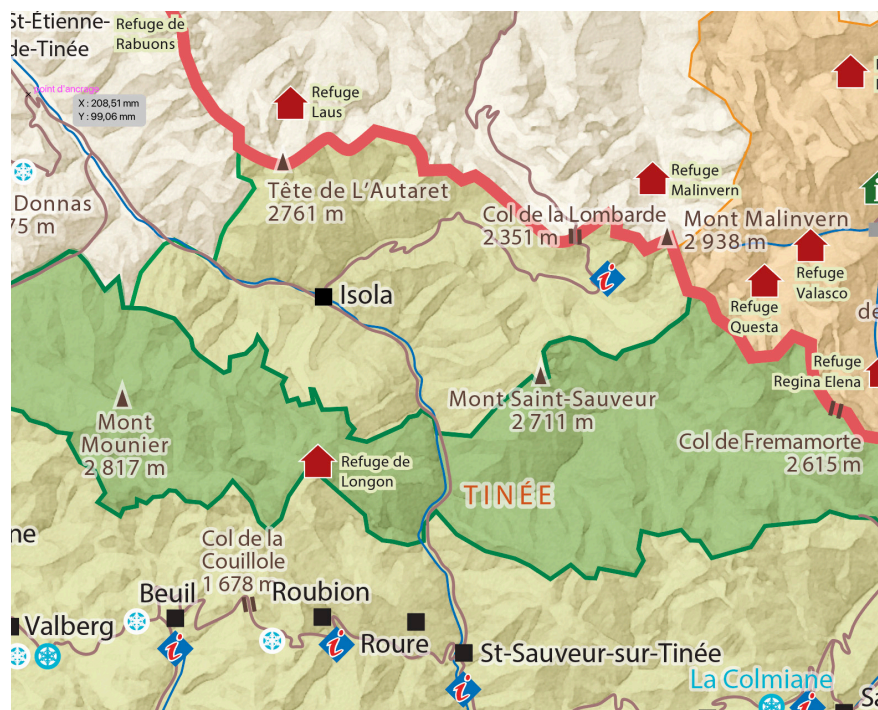 St-Étienne-
de-Tinée
Refuge de
Rabuons
point d'ancrage
X : 208,51 mm
Y : 99,06 mm
Refuge
Laus
Donnas
75 m
Tête de L'Autaret
2761 m
Refuge
Malinvern
Col de la Lombarde
2 351 m
Mont Malinvern
2 938 m
i
Refuge
Valasco
Isola
i
Refuge
Questa
de
Refuge
Regina Elena
Mont Saint-Sauveur
2 711 m
Mont
Mounier
2 817 m
Col de Fremamorte
2 615 m
Refuge de
Longon
TINÉE
ne
Col de la
Couillole
1 678 m
Beuil
Roubion
Valberg
i
i
Roure
St-Sauveur-sur-Tinée
i
La Colmiane
i
Sa